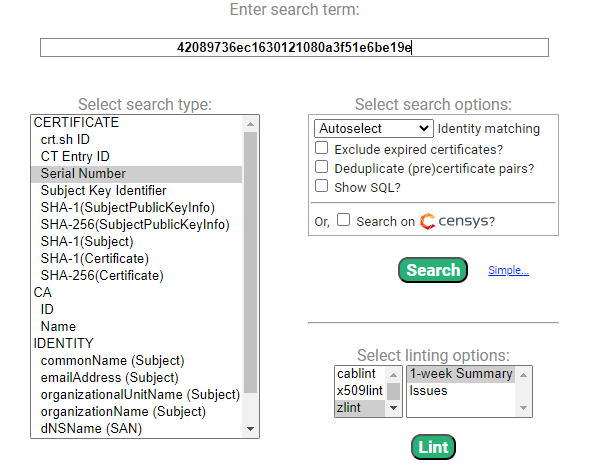 Enter search term:
42089736ec1630121080a3f51e6be19e
Select search type:
CERTIFICATE
crt.sh ID
CT Entry ID
Serial Number
Subject Key Identifier
SHA-1(SubjectPublicKeyInfo)
SHA-256(SubjectPublicKeyInfo)
SHA-1(Subject)
SHA-1(Certificate)
SHA-256(Certificate)
CA
ID
Name
IDENTITY
commonName (Subject)
emailAddress (Subject)
organizationalUnitName (Subject)
organizationName (Subject)
dNSName (SAN)
Select search options:
Autoselect Identity matching
Exclude expired certificates?
Deduplicate (pre)certificate pairs?
Show SQL?
Or, Search on censys?
Search Simple...
Select linting options:
cablint
x509lint
zlint
1-week Summary
Issues
Lint